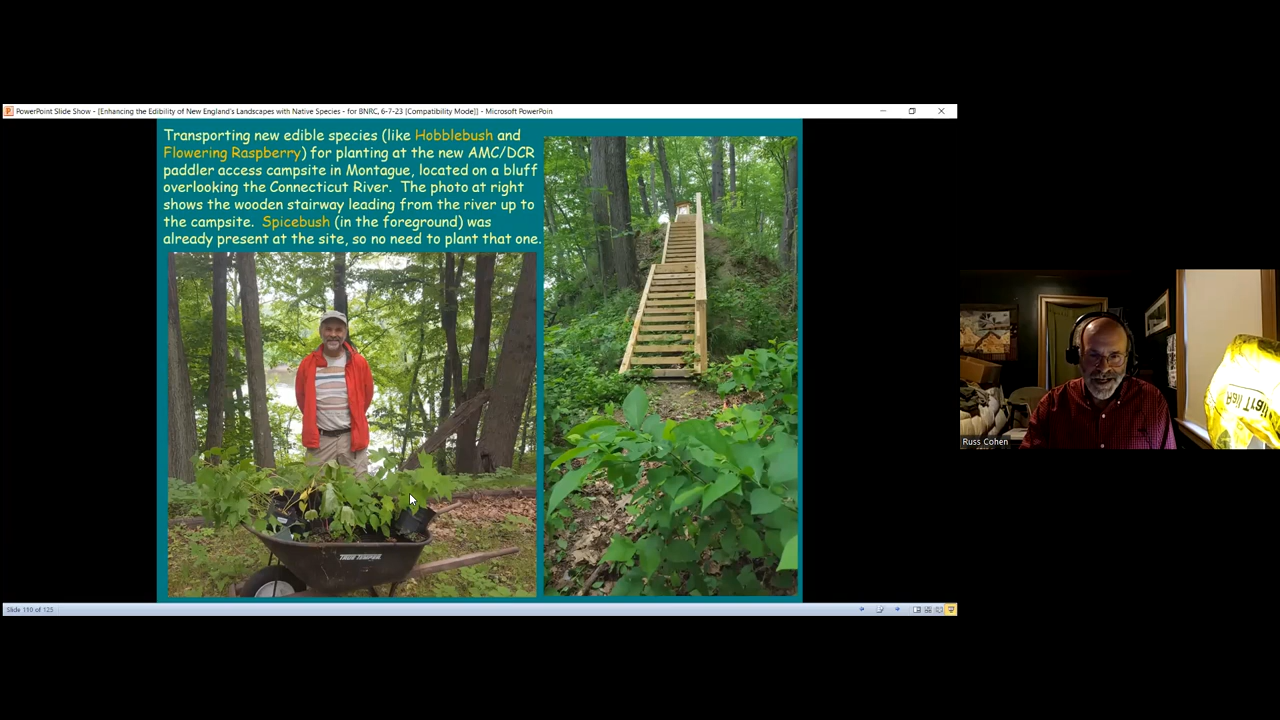 PowerPoint Slide Show - [Enhancing the Edibility of New England's Landscapes with Native Species - for BNRC, 6-7-23 [Compatibility Mode]] - Microsoft PowerPoin
Transporting new edible species (like Hobblebush and
Flowering Raspberry) for planting at the new AMC/DCR
paddler access campsite in Montague, located on a bluff
overlooking the Connecticut River. The photo at right
shows the wooden stairway leading from the river up to
the campsite. Spicebush (in the foreground) was
already present at the site, so no need to plant that one.
TRUE TEMPER
Russ Cohen
Slide 110 of 125